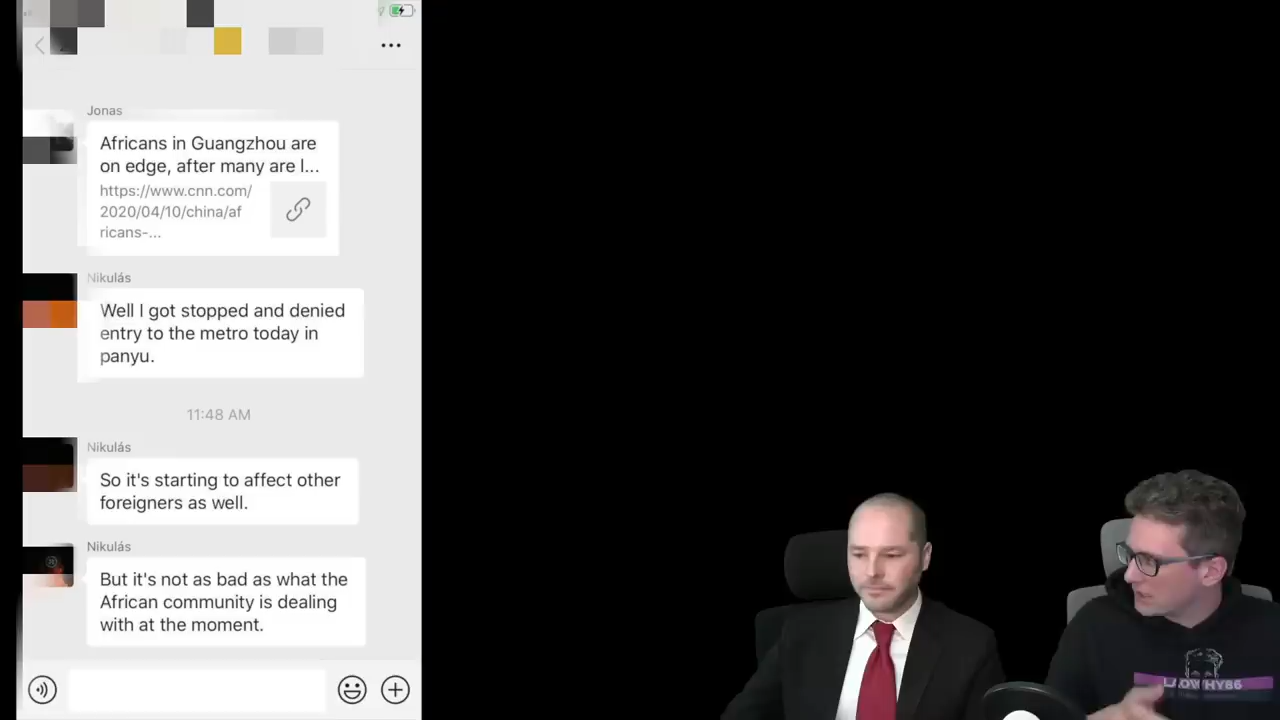 Jonas
Africans in Guangzhou are
on edge, after many are l...
https://www.cnn.com/
2020/04/10/china/af
ricans-...
Nikulás
Well I got stopped and denied
entry to the metro today in
panyu.
11:48 AM
Nikulás
So it's starting to affect other
foreigners as well.
Nikulás
But it's not as bad as what the
African community is dealing
with at the moment.
LAOWHY86